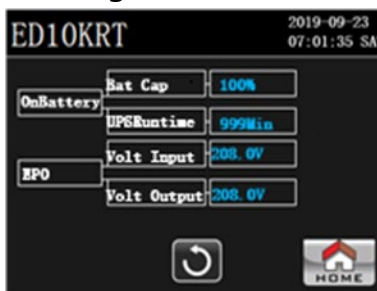 ED10KRT
2019-09-23
07:01:35 SA
OnBattery
Bat Cap 100%
UPSRuntime 999Min
EPO
Volt Input 208.0V
Volt Output 208.0V
HOME